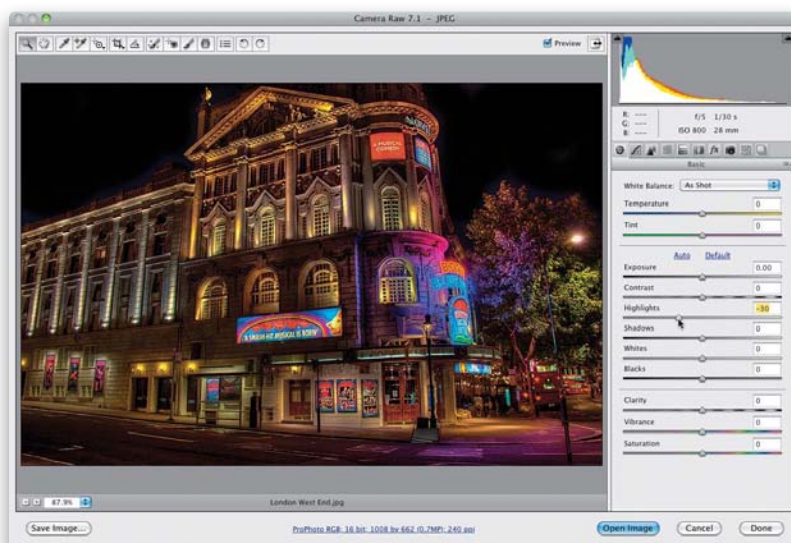 Camera Raw 7.1 – JPEG
Preview
R: ---
G: ---
B: ---
f/5 1/30 s
ISO 800 28 mm
fx
Basic
White Balance: As Shot
Temperature 0
Tint 0
Auto Default
Exposure 0.00
Contrast 0
Highlights -30
Shadows 0
Whites 0
Blacks 0
Clarity 0
Vibrance 0
Saturation 0
A MUSICAL
COMEDY
87.9%
London West End.jpg
Save Image...
ProPhoto RGB; 16 bit; 1008 by 662 (0.7MP); 240 ppi
Open Image
Cancel
Done